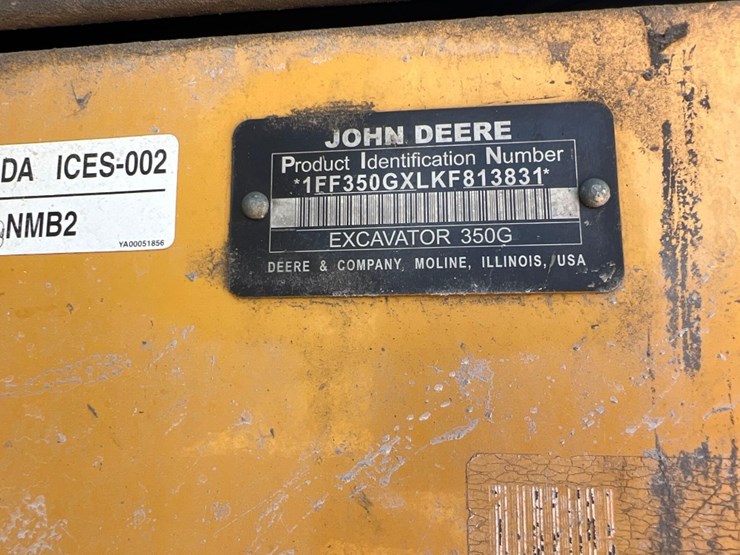 DA ICES-002
NMB2
YA00051856
JOHN DEERE
Product Identification Number
*1FF350GXLKF813831*
EXCAVATOR 350G
DEERE & COMPANY, MOLINE, ILLINOIS, USA